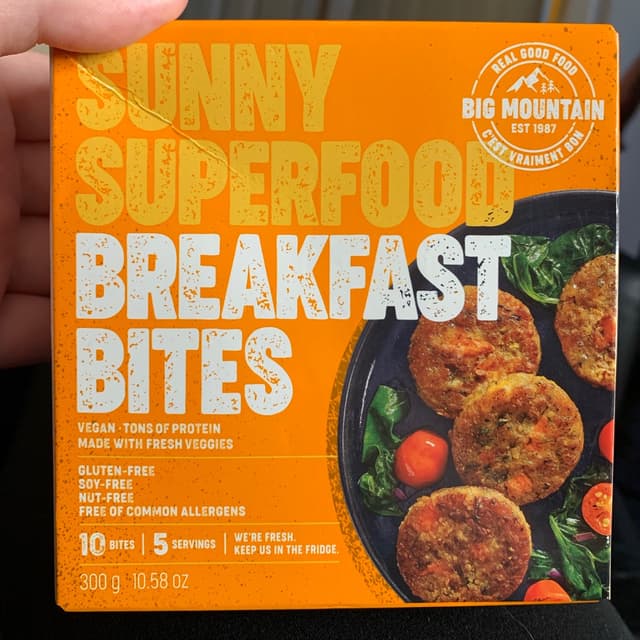 SUNNY
SUPERFOOD
BREAKFAST
BITES
REAL GOOD FOOD
BIG MOUNTAIN
EST 1987
C'EST VRAIMENT BON
VEGAN · TONS OF PROTEIN
MADE WITH FRESH VEGGIES
GLUTEN-FREE
SOY-FREE
NUT-FREE
FREE OF COMMON ALLERGENS
10 BITES | 5 SERVINGS | WE'RE FRESH.
KEEP US IN THE FRIDGE.
300 g 10.58 oz